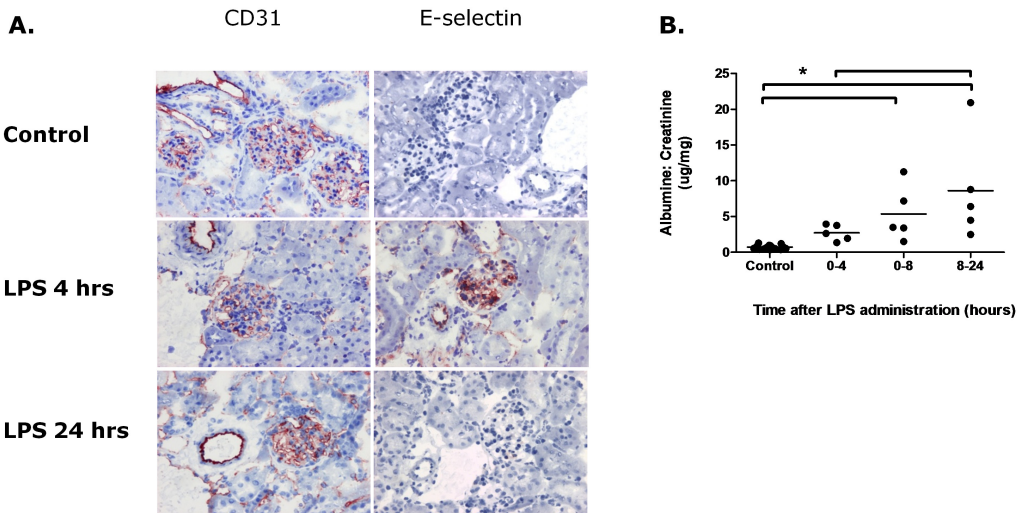 A.
CD31
E-selectin
Control
LPS 4 hrs
LPS 24 hrs
B.
*
Albumine: Creatinine
(ug/mg)
25
20
15
10
5
0
Control
0-4
0-8
8-24
Time after LPS administration (hours)